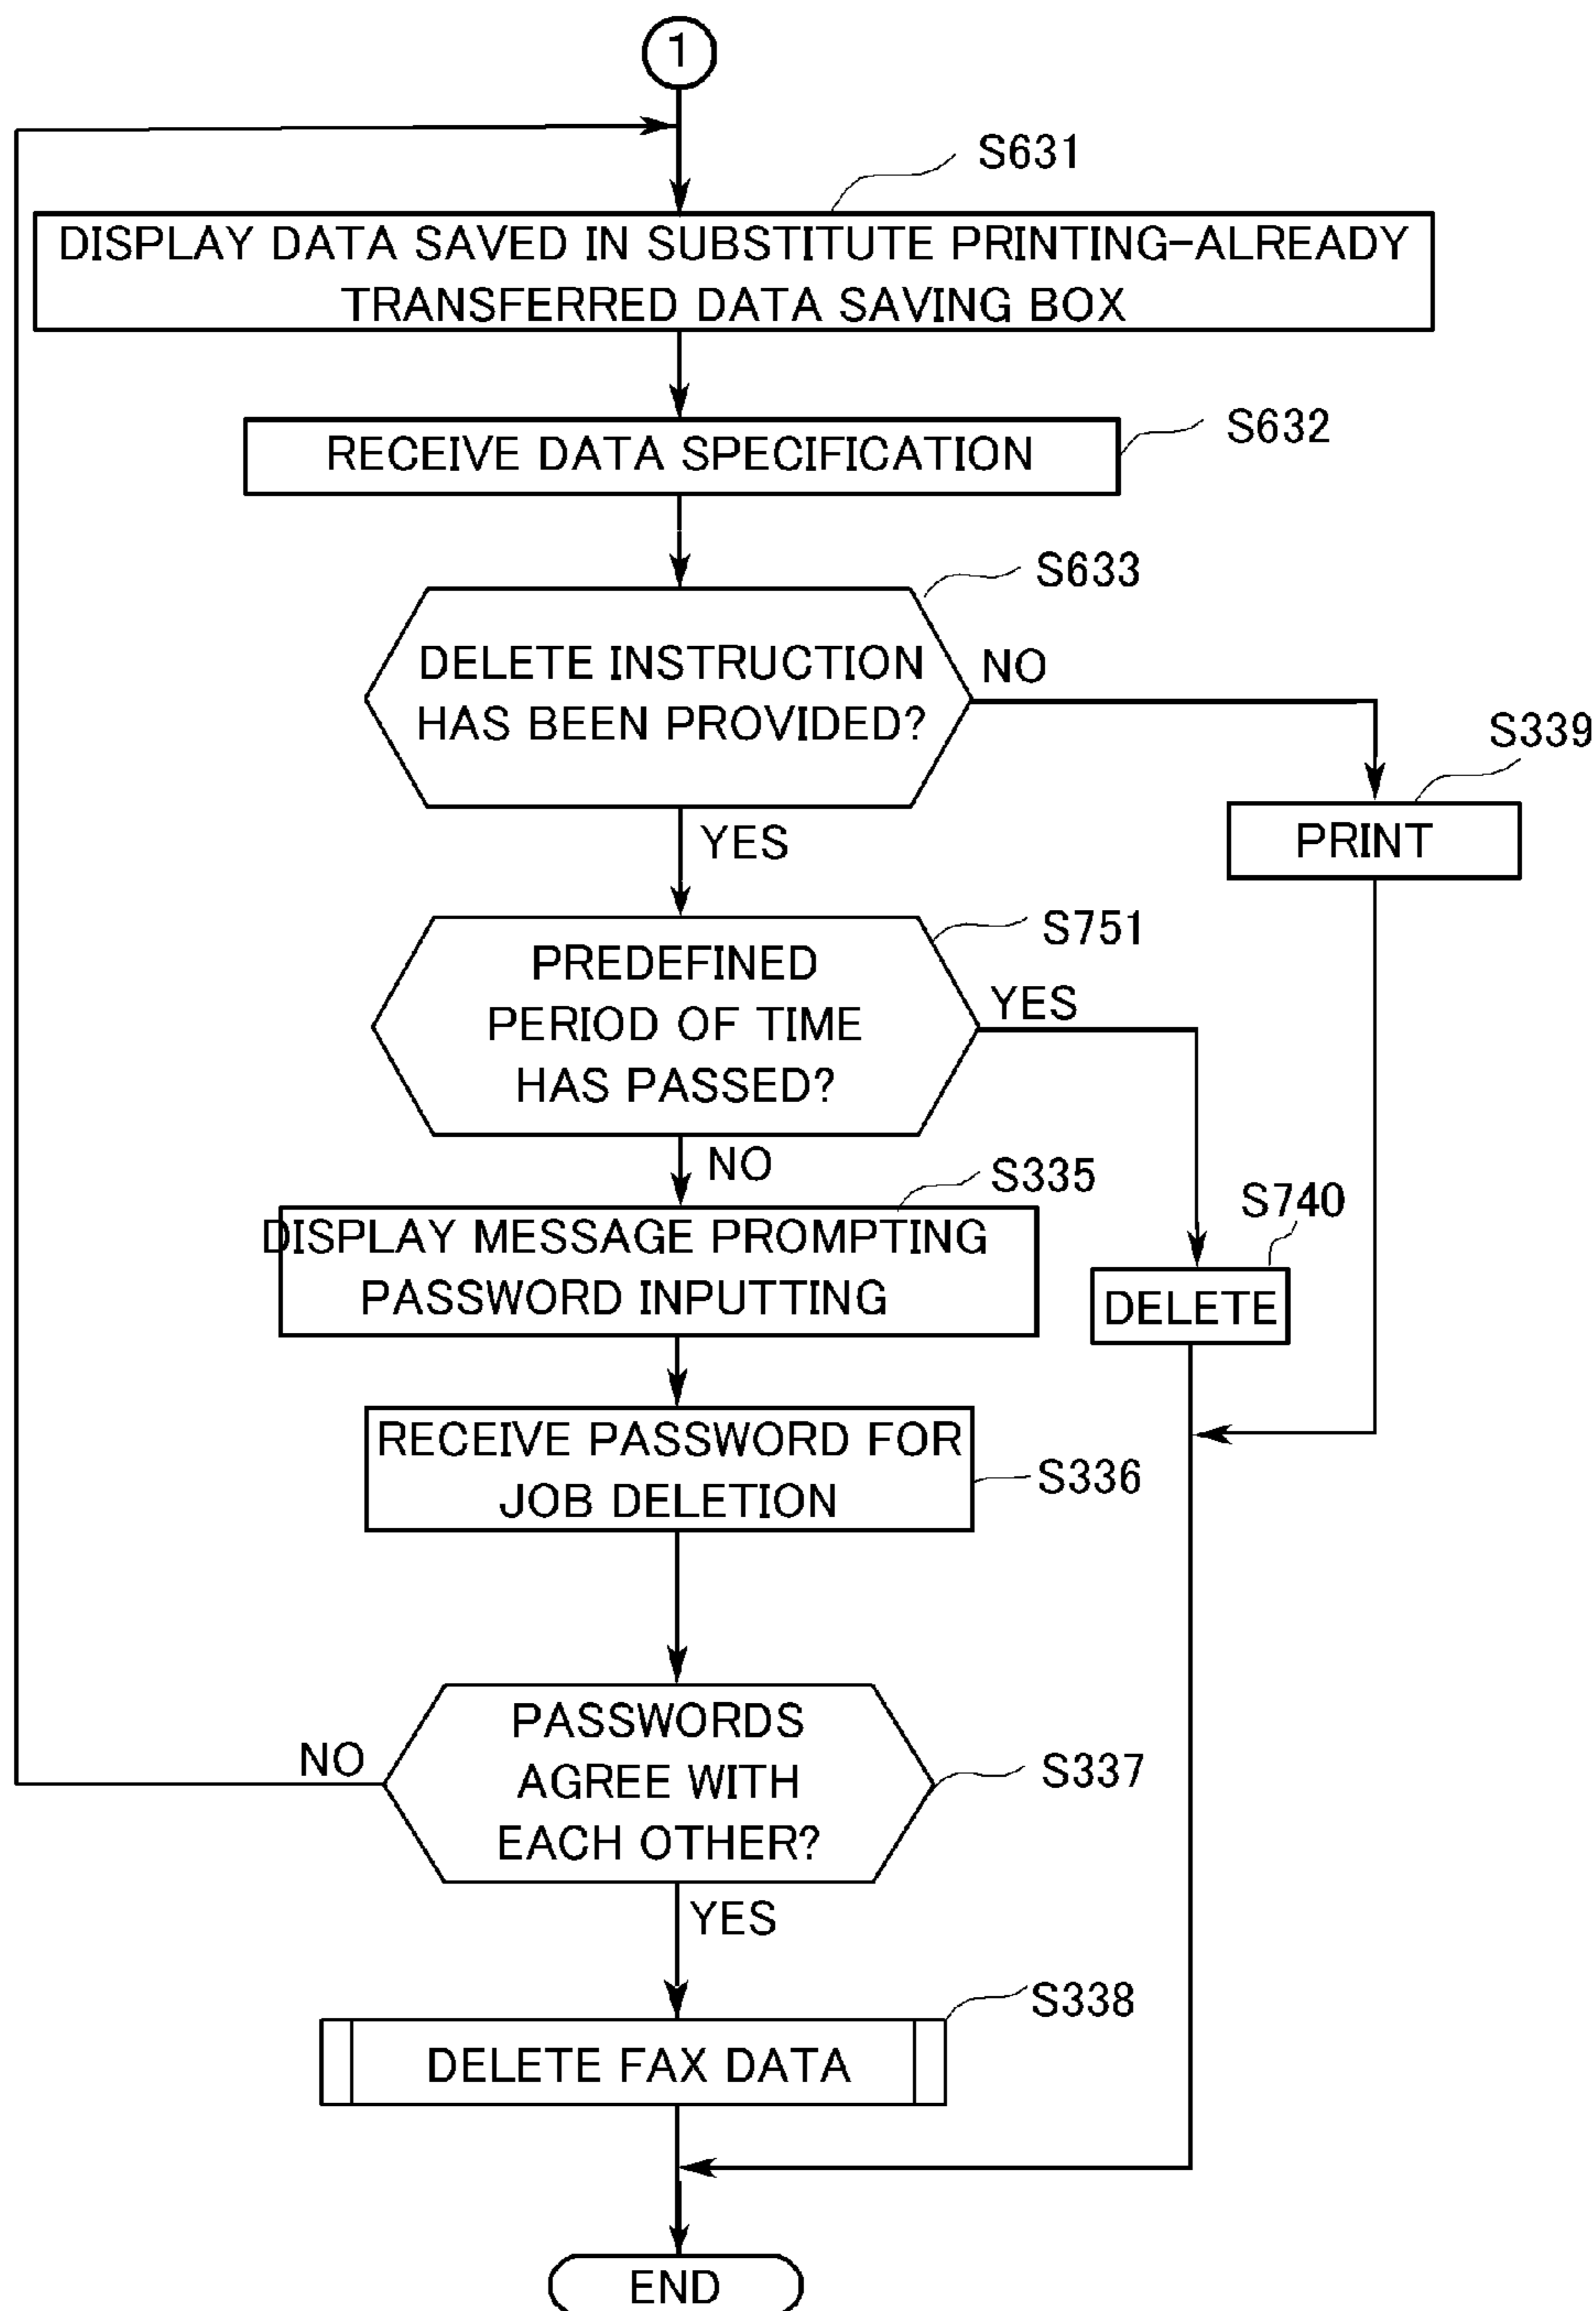 1
S631
DISPLAY DATA SAVED IN SUBSTITUTE PRINTING-ALREADY
TRANSFERRED DATA SAVING BOX
RECEIVE DATA SPECIFICATION
S632
S633
DELETE INSTRUCTION
HAS BEEN PROVIDED?
NO
S339
PRINT
YES
S751
PREDEFINED
PERIOD OF TIME
HAS PASSED?
YES
NO
S335
DISPLAY MESSAGE PROMPTING
PASSWORD INPUTTING
S740
DELETE
RECEIVE PASSWORD FOR
JOB DELETION
S336
PASSWORDS
AGREE WITH
EACH OTHER?
NO
S337
YES
S338
DELETE FAX DATA
END